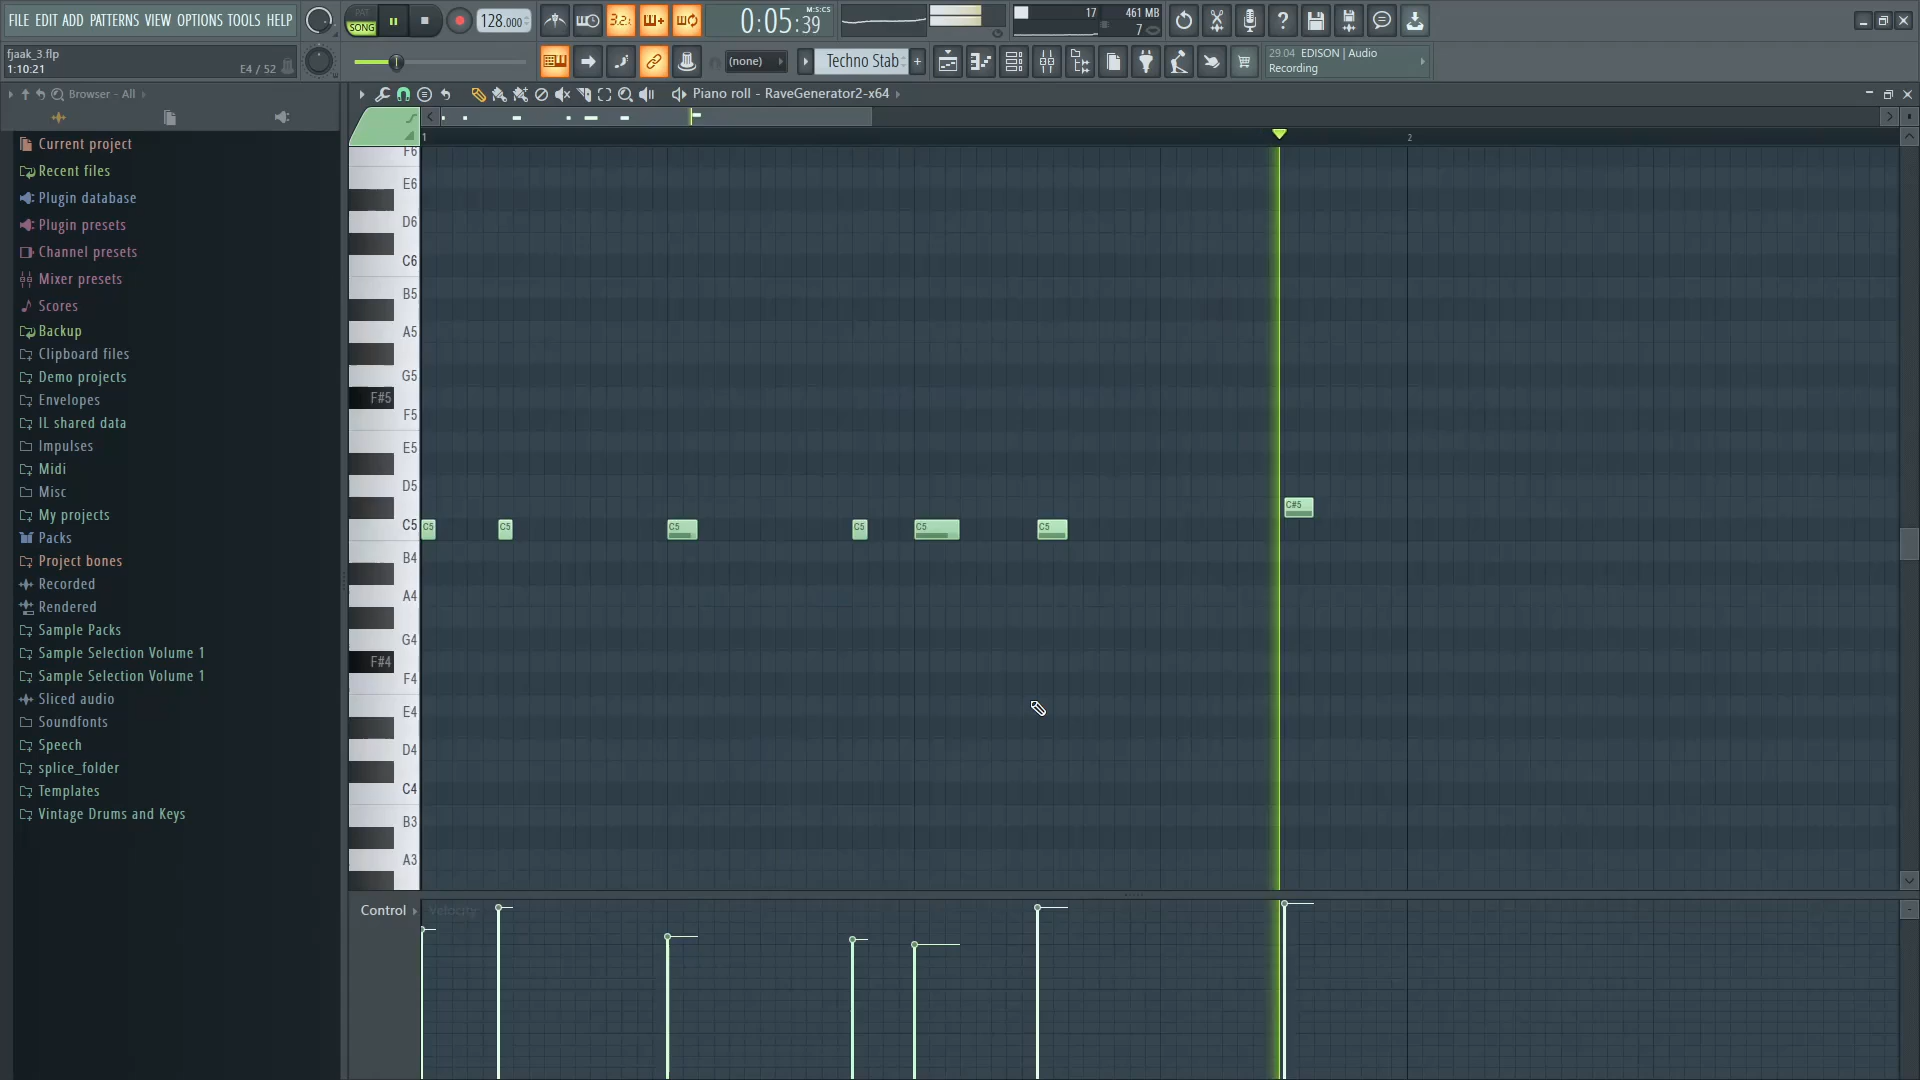 FILE EDIT ADD PATTERNS VIEW OPTIONS TOOLS HELP
PAT
SONG
128.000
3.2.
0:05:39
M:S:CS
17
461 MB
7
fjaak_3.flp
1:10:21
E4 / 52
(none)
Techno Stab
29.04 EDISON | Audio
Recording
Browser - All
Piano roll - RaveGenerator2-x64
Current project
Recent files
Plugin database
Plugin presets
Channel presets
Mixer presets
Scores
Backup
Clipboard files
Demo projects
Envelopes
IL shared data
Impulses
Midi
Misc
My projects
Packs
Project bones
Recorded
Rendered
Sample Packs
Sample Selection Volume 1
Sample Selection Volume 1
Sliced audio
Soundfonts
Speech
splice_folder
Templates
Vintage Drums and Keys
1
2
F6
E6
D6
C6
B5
A5
G5
F#5
F5
E5
D5
C#5
C5
C5
C5
C5
C5
C5
C5
B4
A4
G4
F#4
F4
E4
D4
C4
B3
A3
Control
Velocity